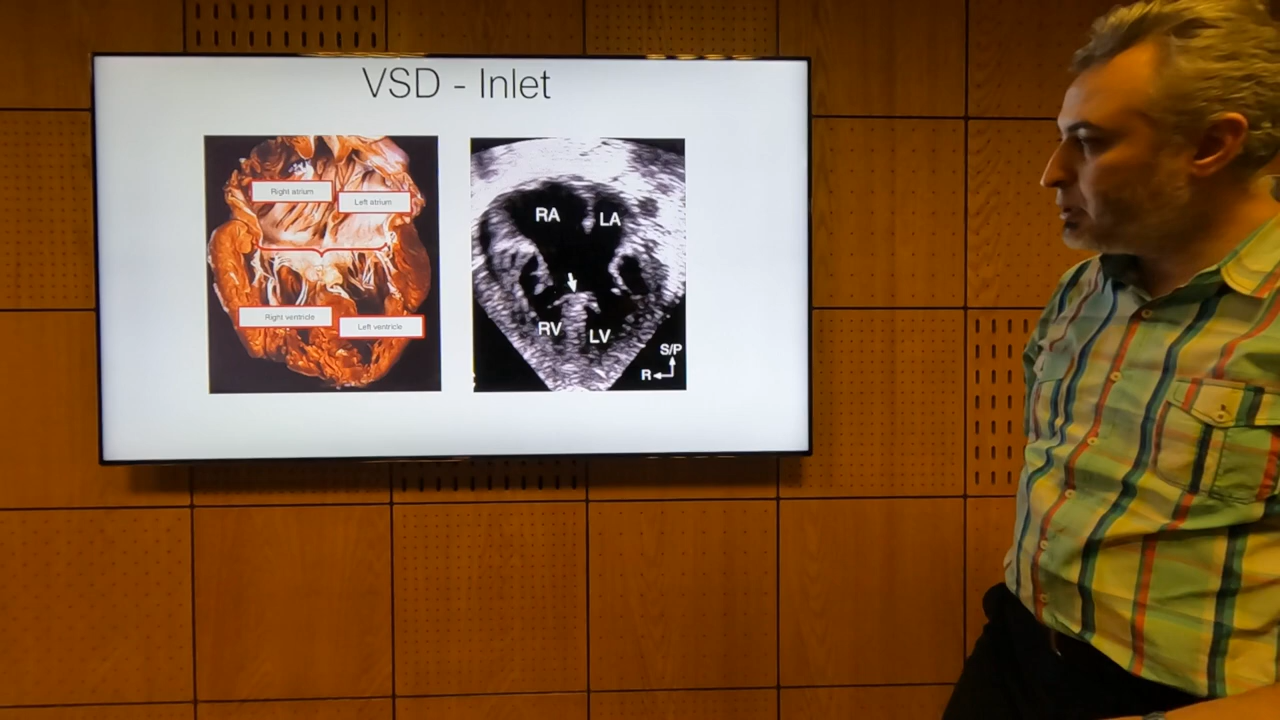 VSD - Inlet
Right atrium
Left atrium
Right ventricle
Left ventricle
RA
LA
RV
LV
S/P
R